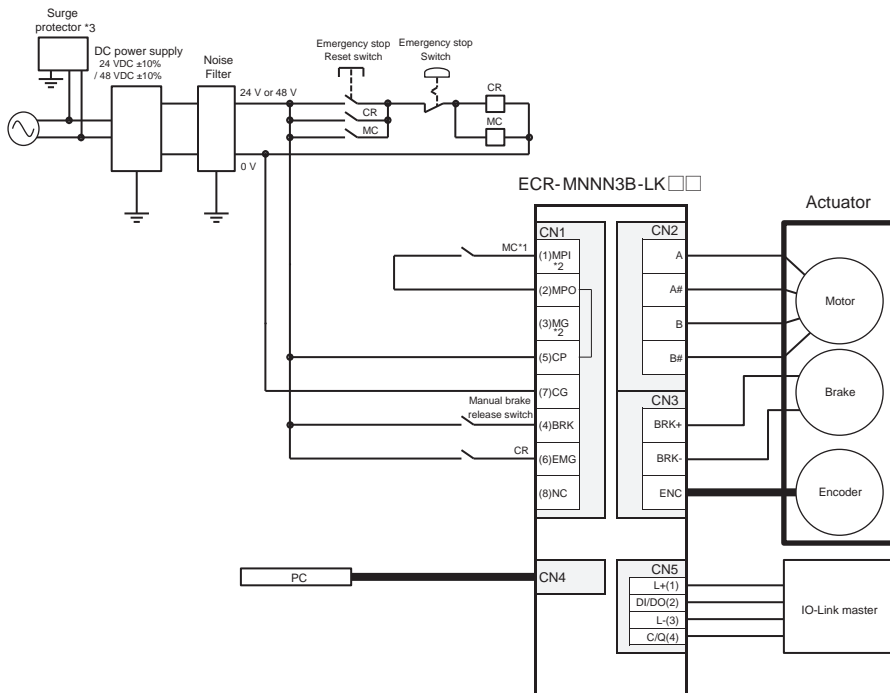 Surge
protector *3
DC power supply
24 VDC ±10%
/ 48 VDC ±10%
Noise
Filter
Emergency stop
Reset switch
Emergency stop
Switch
24 V or 48 V
CR
CR
MC
MC
0 V
ECR-MNNN3B-LK□□
Actuator
CN1
CN2
MC*1
(1)MPI
*2
A
(2)MPO
A#
Motor
(3)MG
*2
B
(5)CP
B#
(7)CG
CN3
Brake
Manual brake
release switch
(4)BRK
BRK+
CR
(6)EMG
BRK-
(8)NC
ENC
Encoder
PC
CN4
CN5
L+(1)
DI/DO(2)
L-(3)
C/Q(4)
IO-Link master